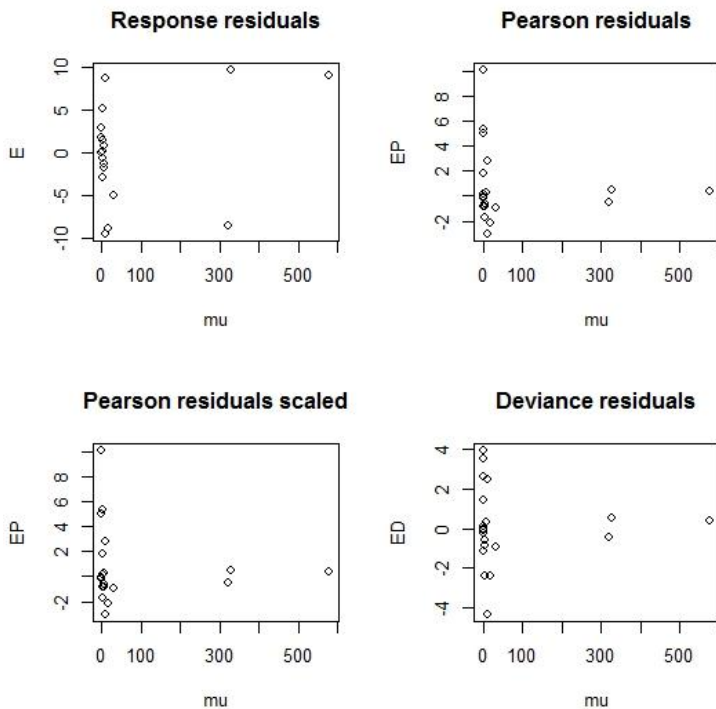 Response residuals
E
10
5
0
-5
-10
0 100 300 500
mu
Pearson residuals
EP
8
6
4
2
-2
0 100 300 500
mu
Pearson residuals scaled
EP
8
6
4
2
-2
0 100 300 500
mu
Deviance residuals
ED
4
2
0
-2
-4
0 100 300 500
mu